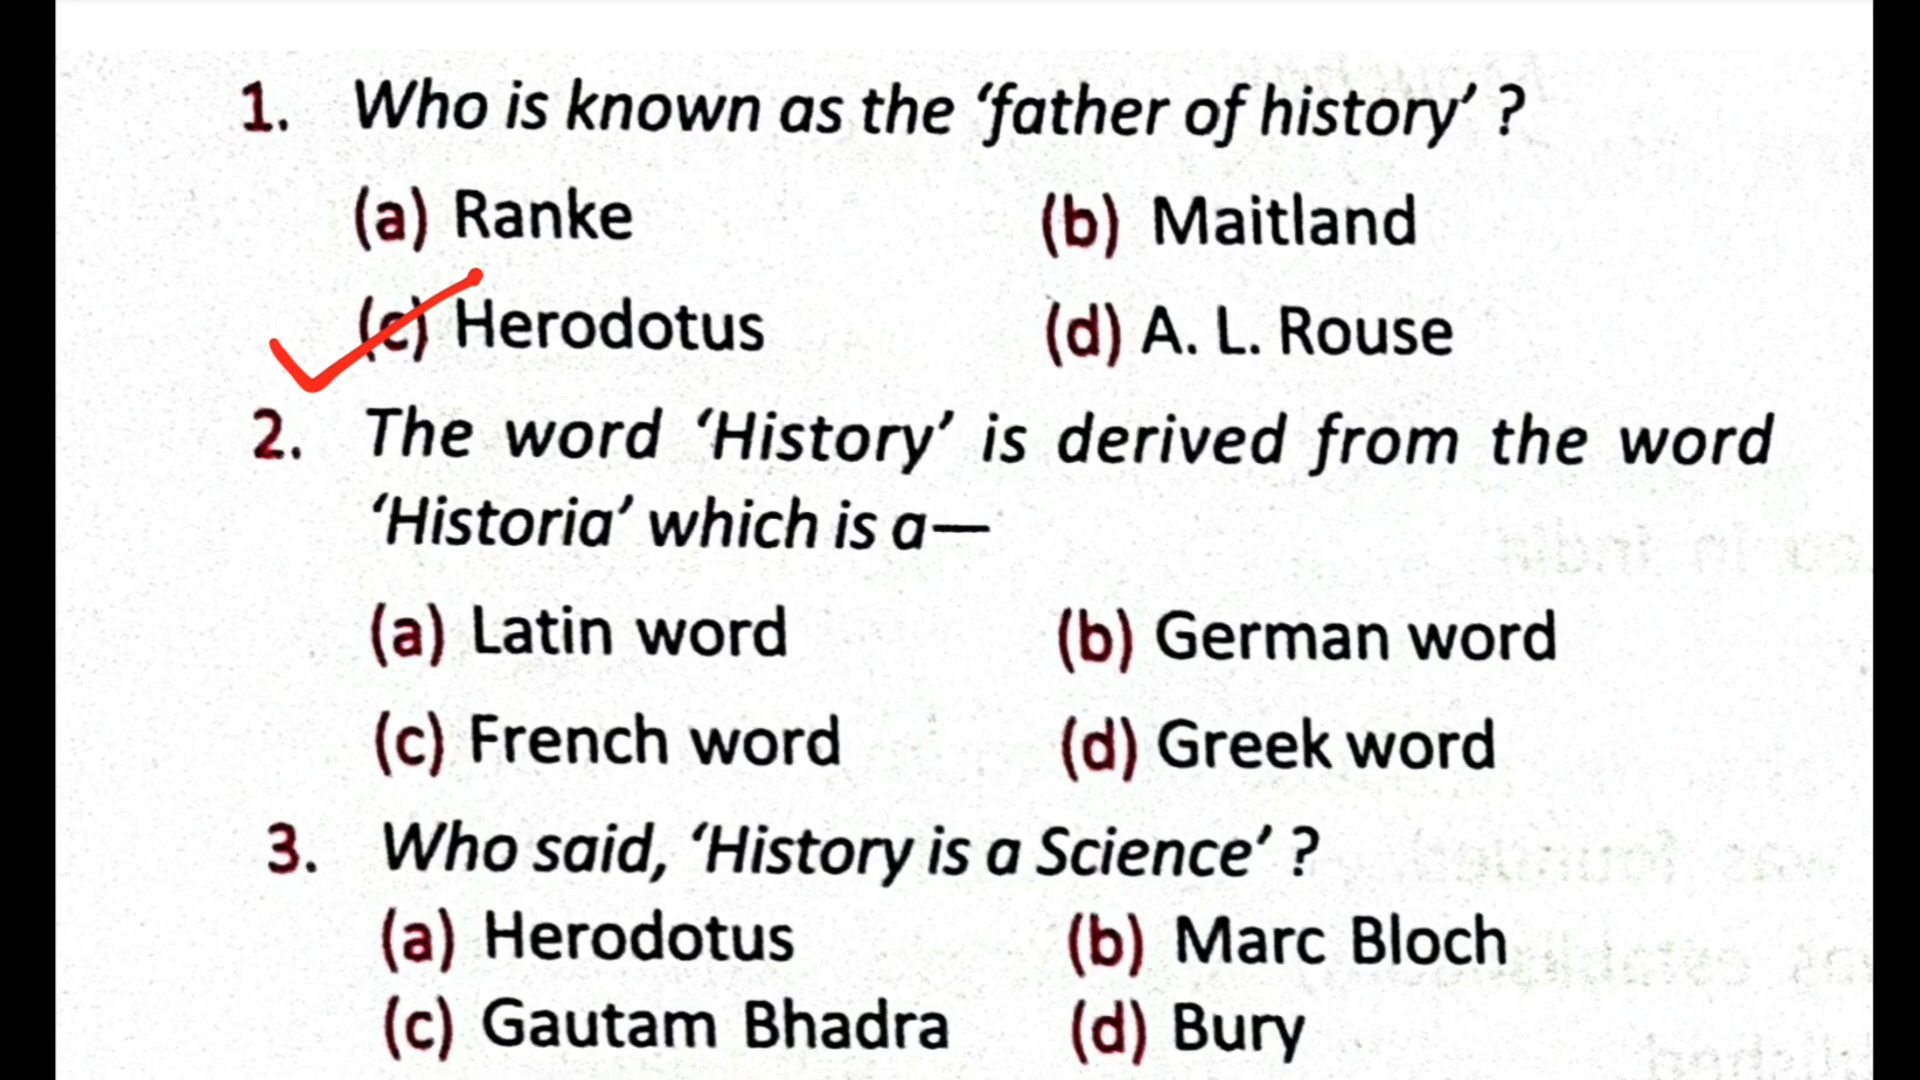 1. Who is known as the ‘father of history’ ?
(a) Ranke (b) Maitland
(c) Herodotus (d) A. L. Rouse
2. The word ‘History’ is derived from the word
‘Historia’ which is a—
(a) Latin word (b) German word
(c) French word (d) Greek word
3. Who said, ‘History is a Science’ ?
(a) Herodotus (b) Marc Bloch
(c) Gautam Bhadra (d) Bury